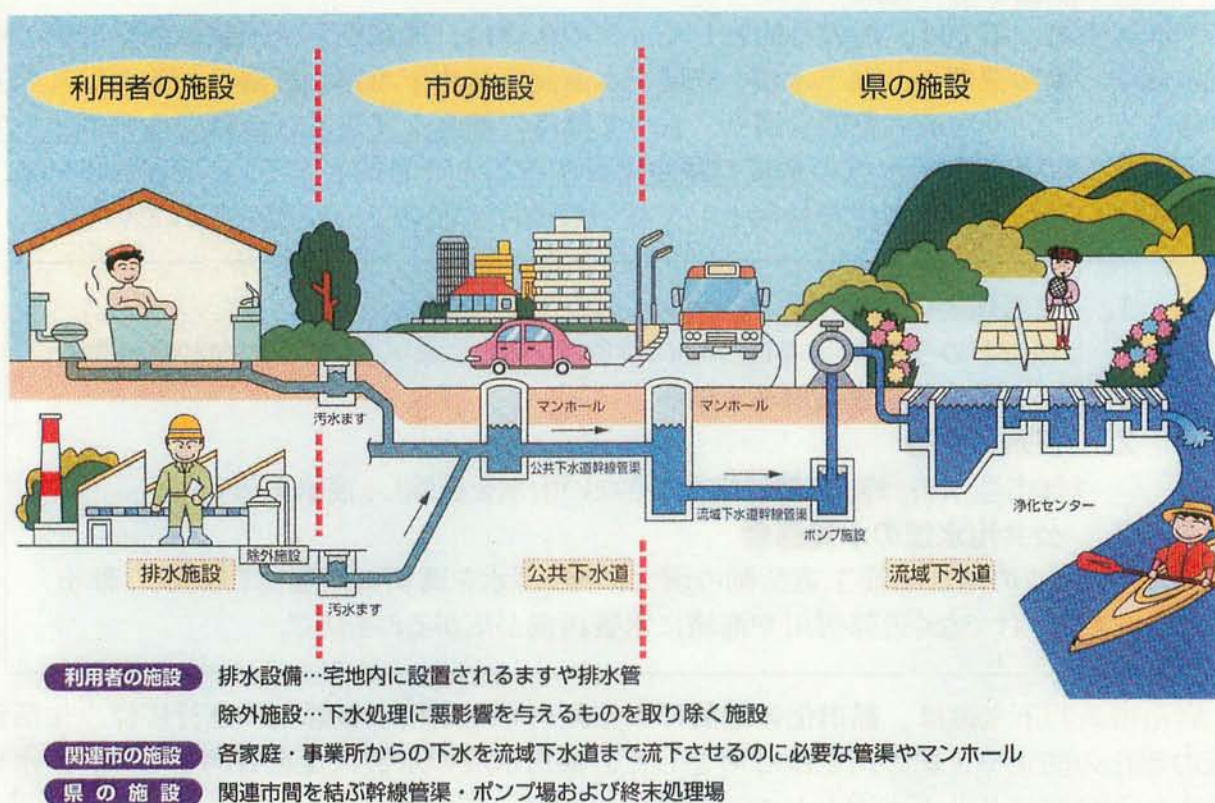 利用者の施設
市の施設
県の施設
汚水ます
マンホール
マンホール
公共下水道幹線管渠
流域下水道幹線管渠
ポンプ施設
浄化センター
除外施設
排水施設
公共下水道
流域下水道
汚水ます
利用者の施設 排水設備…宅地内に設置されるますや排水管
除外施設…下水処理に悪影響を与えるものを取り除く施設
関連市の施設 各家庭・事業所からの下水を流域下水道まで流下させるのに必要な管渠やマンホール
県の施設 関連市間を結ぶ幹線管渠・ポンプ場および終末処理場